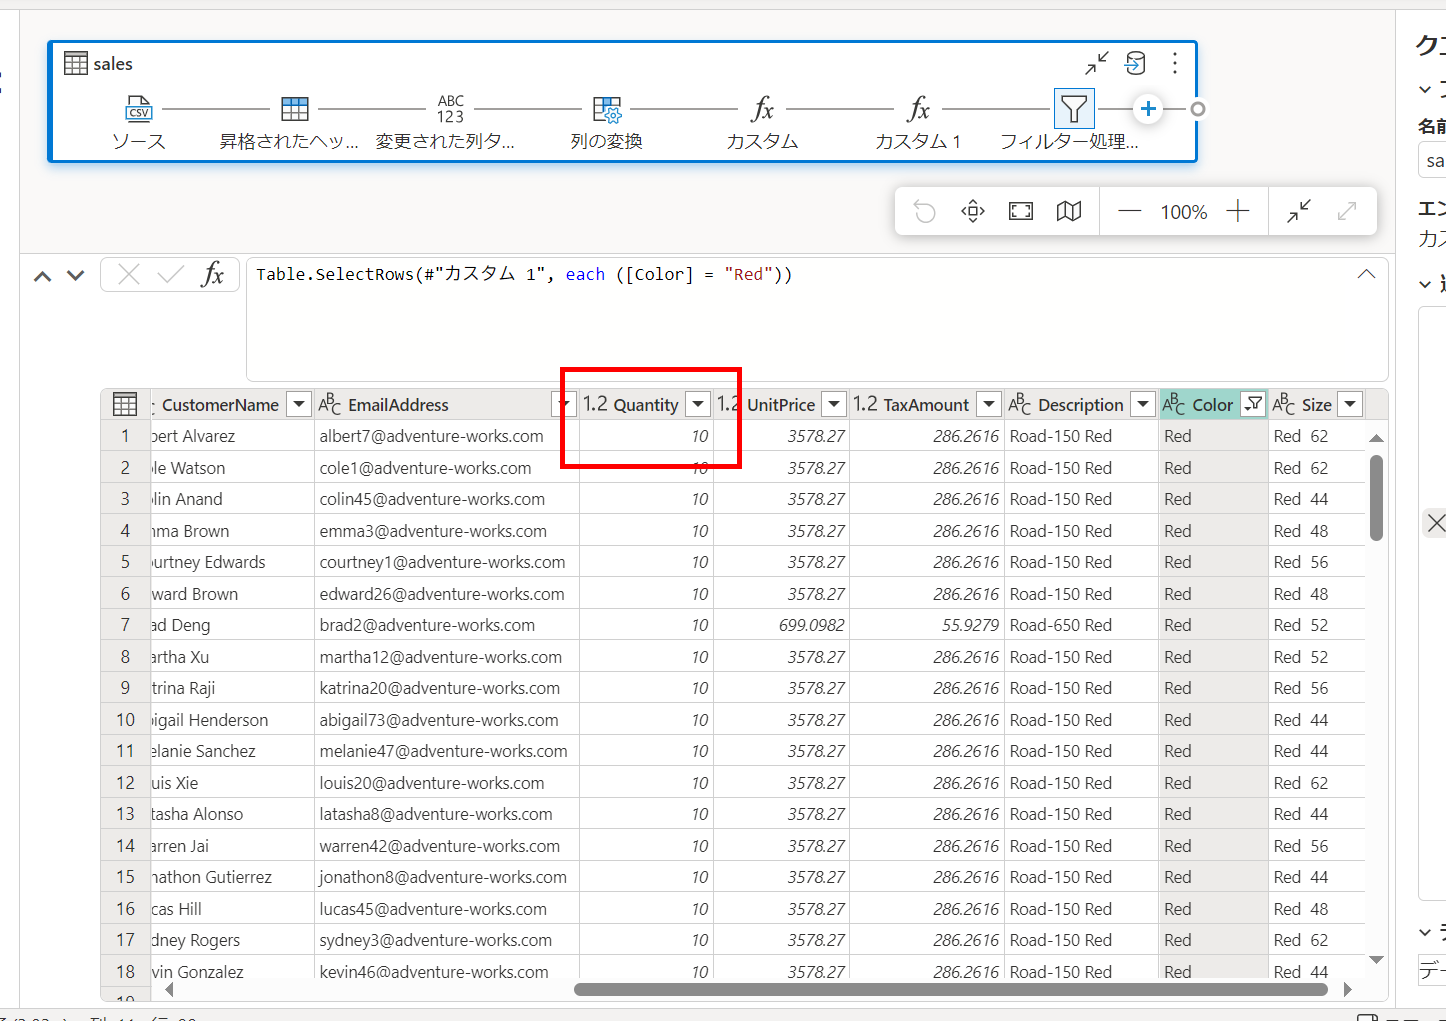 sales
CSV
ABC
123
fx
fx
ソース
昇格されたヘッ...
変更された列タ...
列の変換
カスタム
カスタム 1
フィルター処理...
100%
名前
sa
fx
Table.SelectRows(#"カスタム 1", each ([Color] = "Red"))
CustomerName ABC EmailAddress 1.2 Quantity 1.2 UnitPrice 1.2 TaxAmount ABC Description ABC Color ABC Size
1 bert Alvarez albert7@adventure-works.com 10 3578.27 286.2616 Road-150 Red Red Red 62
2 le Watson cole1@adventure-works.com 10 3578.27 286.2616 Road-150 Red Red Red 62
3 lin Anand colin45@adventure-works.com 10 3578.27 286.2616 Road-150 Red Red Red 44
4 ma Brown emma3@adventure-works.com 10 3578.27 286.2616 Road-150 Red Red Red 48
5 urtney Edwards courtney1@adventure-works.com 10 3578.27 286.2616 Road-150 Red Red Red 56
6 ward Brown edward26@adventure-works.com 10 3578.27 286.2616 Road-150 Red Red Red 48
7 ad Deng brad2@adventure-works.com 10 699.0982 55.9279 Road-650 Red Red Red 52
8 artha Xu martha12@adventure-works.com 10 3578.27 286.2616 Road-150 Red Red Red 52
9 trina Raji katrina20@adventure-works.com 10 3578.27 286.2616 Road-150 Red Red Red 56
10 igail Henderson abigail73@adventure-works.com 10 3578.27 286.2616 Road-150 Red Red Red 44
11 elanie Sanchez melanie47@adventure-works.com 10 3578.27 286.2616 Road-150 Red Red Red 44
12 uis Xie louis20@adventure-works.com 10 3578.27 286.2616 Road-150 Red Red Red 62
13 tasha Alonso latasha8@adventure-works.com 10 3578.27 286.2616 Road-150 Red Red Red 44
14 arren Jai warren42@adventure-works.com 10 3578.27 286.2616 Road-150 Red Red Red 56
15 nathon Gutierrez jonathon8@adventure-works.com 10 3578.27 286.2616 Road-150 Red Red Red 44
16 cas Hill lucas45@adventure-works.com 10 3578.27 286.2616 Road-150 Red Red Red 48
17 dney Rogers sydney3@adventure-works.com 10 3578.27 286.2616 Road-150 Red Red Red 62
18 vin Gonzalez kevin46@adventure-works.com 10 3578.27 286.2616 Road-150 Red Red Red 44